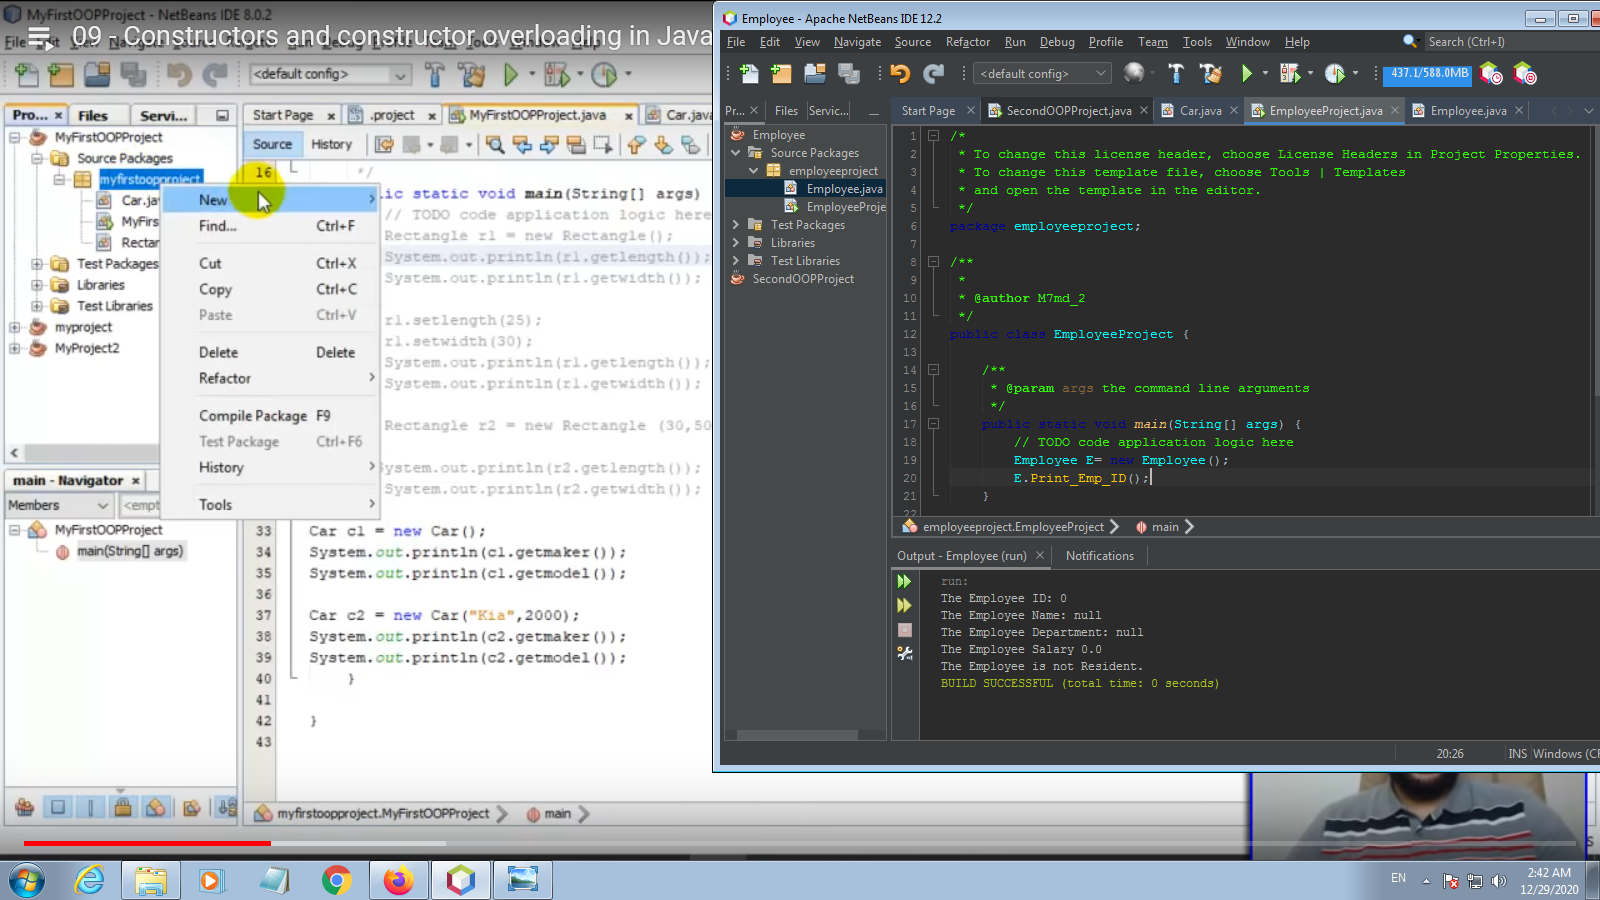 MyFirstOOPProject - NetBeans IDE 8.0.2
09 - Constructors and constructor overloading in Java
<default config>
Pro...
Files
Servi...
MyFirstOOPProject
Source Packages
myfirstoopproject
Car.ja
MyFirs
Rectar
Test Packages
Libraries
Test Libraries
myproject
MyProject2
New
Find... Ctrl+F
Cut Ctrl+X
Copy Ctrl+C
Paste Ctrl+V
Delete Delete
Refactor
Compile Package F9
Test Package Ctrl+F6
History
Tools
main - Navigator
Members
<empt
MyFirstOOPProject
main(String[] args)
Start Page
.project
MyFirstOOPProject.java
Car.java
Source History
16 */
ic static void main(String[] args)
// TODO code application logic here
Rectangle r1 = new Rectangle();
System.out.println(r1.getlength());
System.out.println(r1.getwidth());
r1.setlength(25);
r1.setwidth(30);
System.out.println(r1.getlength());
System.out.println(r1.getwidth());
Rectangle r2 = new Rectangle (30,50
System.out.println(r2.getlength());
System.out.println(r2.getwidth());
33 Car c1 = new Car();
34 System.out.println(c1.getmaker());
35 System.out.println(c1.getmodel());
36
37 Car c2 = new Car("Kia",2000);
38 System.out.println(c2.getmaker());
39 System.out.println(c2.getmodel());
40 }
41
42 }
43
myfirstoopproject.MyFirstOOPProject
main
Employee - Apache NetBeans IDE 12.2
File Edit View Navigate Source Refactor Run Debug Profile Team Tools Window Help
Search (Ctrl+I)
<default config>
437.1/588.0MB
Pr...
Files
Servic...
Employee
Source Packages
employeeproject
Employee.java
EmployeeProje
Test Packages
Libraries
Test Libraries
SecondOOPProject
Start Page
SecondOOPProject.java
Car.java
EmployeeProject.java
Employee.java
1 /*
2 * To change this license header, choose License Headers in Project Properties.
3 * To change this template file, choose Tools | Templates
4 * and open the template in the editor.
5 */
6 package employeeproject;
7
8 /**
9 *
10 * @author M7md_2
11 */
12 public class EmployeeProject {
13
14 /**
15 * @param args the command line arguments
16 */
17 public static void main(String[] args) {
18 // TODO code application logic here
19 Employee E= new Employee();
20 E.Print_Emp_ID();
21 }
22
employeeproject.EmployeeProject
main
Output - Employee (run)
Notifications
run:
The Employee ID: 0
The Employee Name: null
The Employee Department: null
The Employee Salary 0.0
The Employee is not Resident.
BUILD SUCCESSFUL (total time: 0 seconds)
20:26
INS
Windows (CR
EN
2:42 AM
12/29/2020